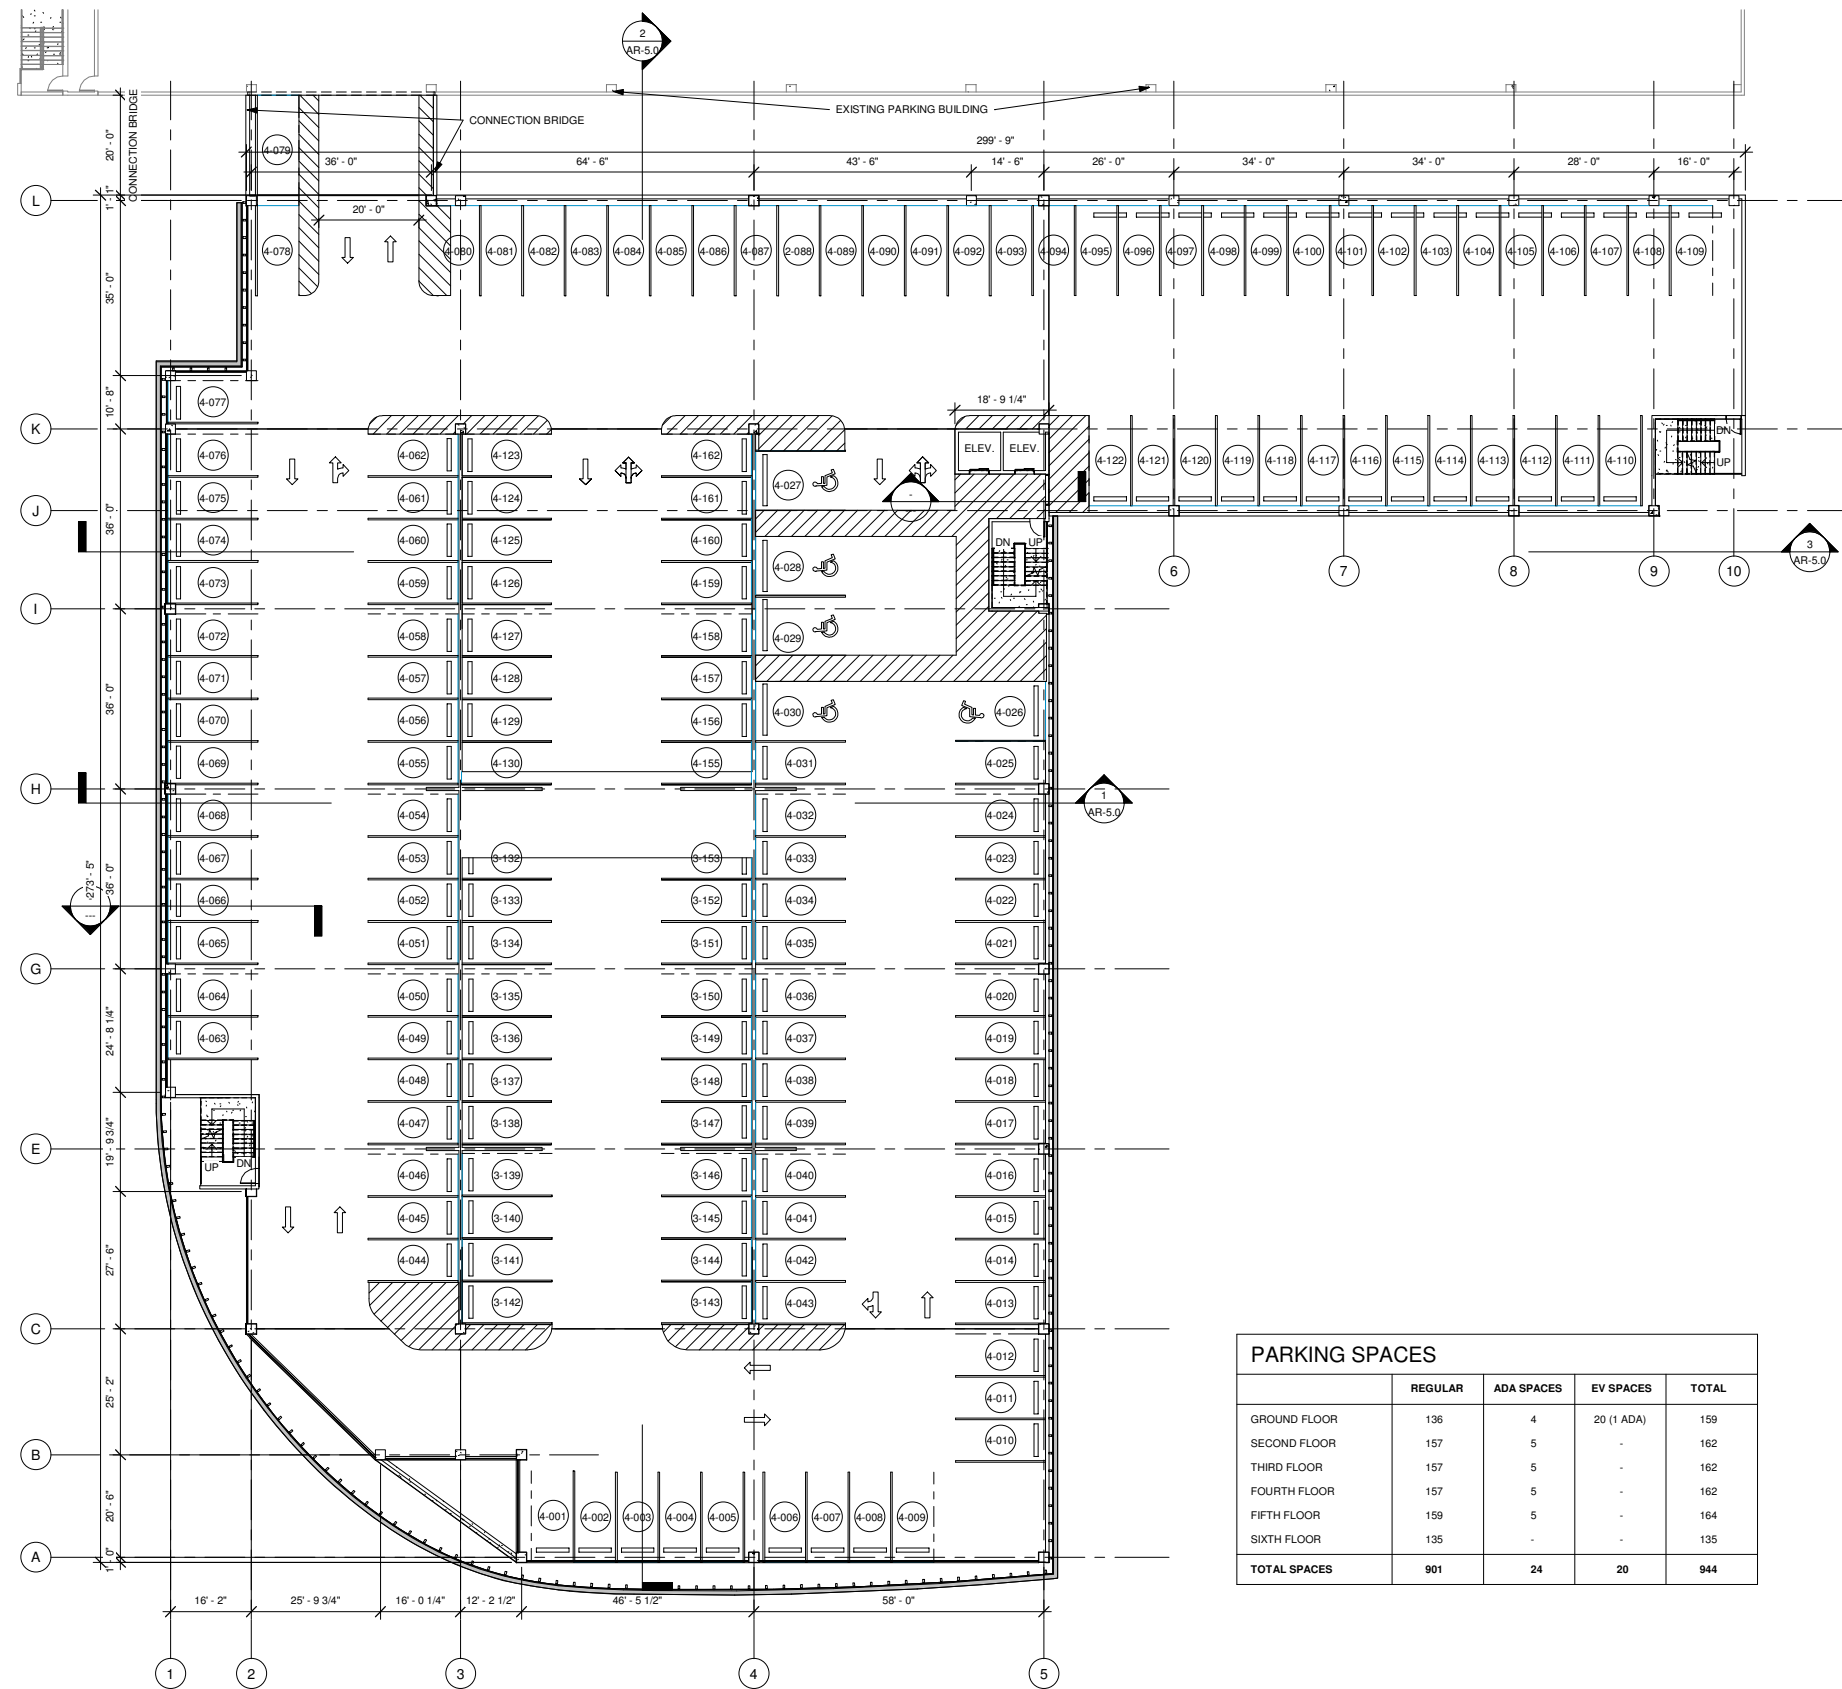 2
AR-5.0
CONNECTION BRIDGE
EXISTING PARKING BUILDING
CONNECTION BRIDGE
20' - 0"
4-079
299' - 9"
36' - 0"
64' - 6"
43' - 6"
14' - 6"
26' - 0"
34' - 0"
34' - 0"
28' - 0"
16' - 0"
L
1' - 1"
20' - 0"
35' - 0"
4-078
4-080
4-081
4-082
4-083
4-084
4-085
4-086
4-087
2-088
4-089
4-090
4-091
4-092
4-093
4-094
4-095
4-096
4-097
4-098
4-099
4-100
4-101
4-102
4-103
4-104
4-105
4-106
4-107
4-108
4-109
10' - 8"
4-077
18' - 9 1/4"
K
4-076
4-062
4-123
4-162
ELEV.
ELEV.
4-122
4-121
4-120
4-119
4-118
4-117
4-116
4-115
4-114
4-113
4-112
4-111
4-110
DN
UP
4-027
4-075
4-061
4-124
4-161
-
J
36' - 0"
4-074
4-060
4-125
4-160
DN UP
4-028
4-073
4-059
4-126
4-159
6
7
8
9
10
3
AR-5.0
I
4-072
4-058
4-127
4-158
4-029
36' - 0"
4-071
4-057
4-128
4-157
4-070
4-056
4-129
4-156
4-030
4-026
4-069
4-055
4-130
4-155
4-031
4-025
H
1
AR-5.0
4-068
4-054
4-032
4-024
4-067
4-053
3-132
3-153
4-033
4-023
273' - 5"
36' - 0"
---
4-066
4-052
3-133
3-152
4-034
4-022
4-065
4-051
3-134
3-151
4-035
4-021
G
4-064
4-050
3-135
3-150
4-036
4-020
24' - 8 1/4"
4-063
4-049
3-136
3-149
4-037
4-019
4-048
3-137
3-148
4-038
4-018
4-047
3-138
3-147
4-039
4-017
19' - 9 3/4"
E
UP
DN
4-046
3-139
3-146
4-040
4-016
4-045
3-140
3-145
4-041
4-015
27' - 6"
4-044
3-141
3-144
4-042
4-014
3-142
3-143
4-043
4-013
C
4-012
25' - 2"
4-011
4-010
B
20' - 6"
4-001
4-002
4-003
4-004
4-005
4-006
4-007
4-008
4-009
A
1' - 0"
16' - 2"
25' - 9 3/4"
16' - 0 1/4"
12' - 2 1/2"
46' - 5 1/2"
58' - 0"
1
2
3
4
5
PARKING SPACES
REGULAR ADA SPACES EV SPACES TOTAL
GROUND FLOOR 136 4 20 (1 ADA) 159
SECOND FLOOR 157 5 - 162
THIRD FLOOR 157 5 - 162
FOURTH FLOOR 157 5 - 162
FIFTH FLOOR 159 5 - 164
SIXTH FLOOR 135 - - 135
TOTAL SPACES 901 24 20 944